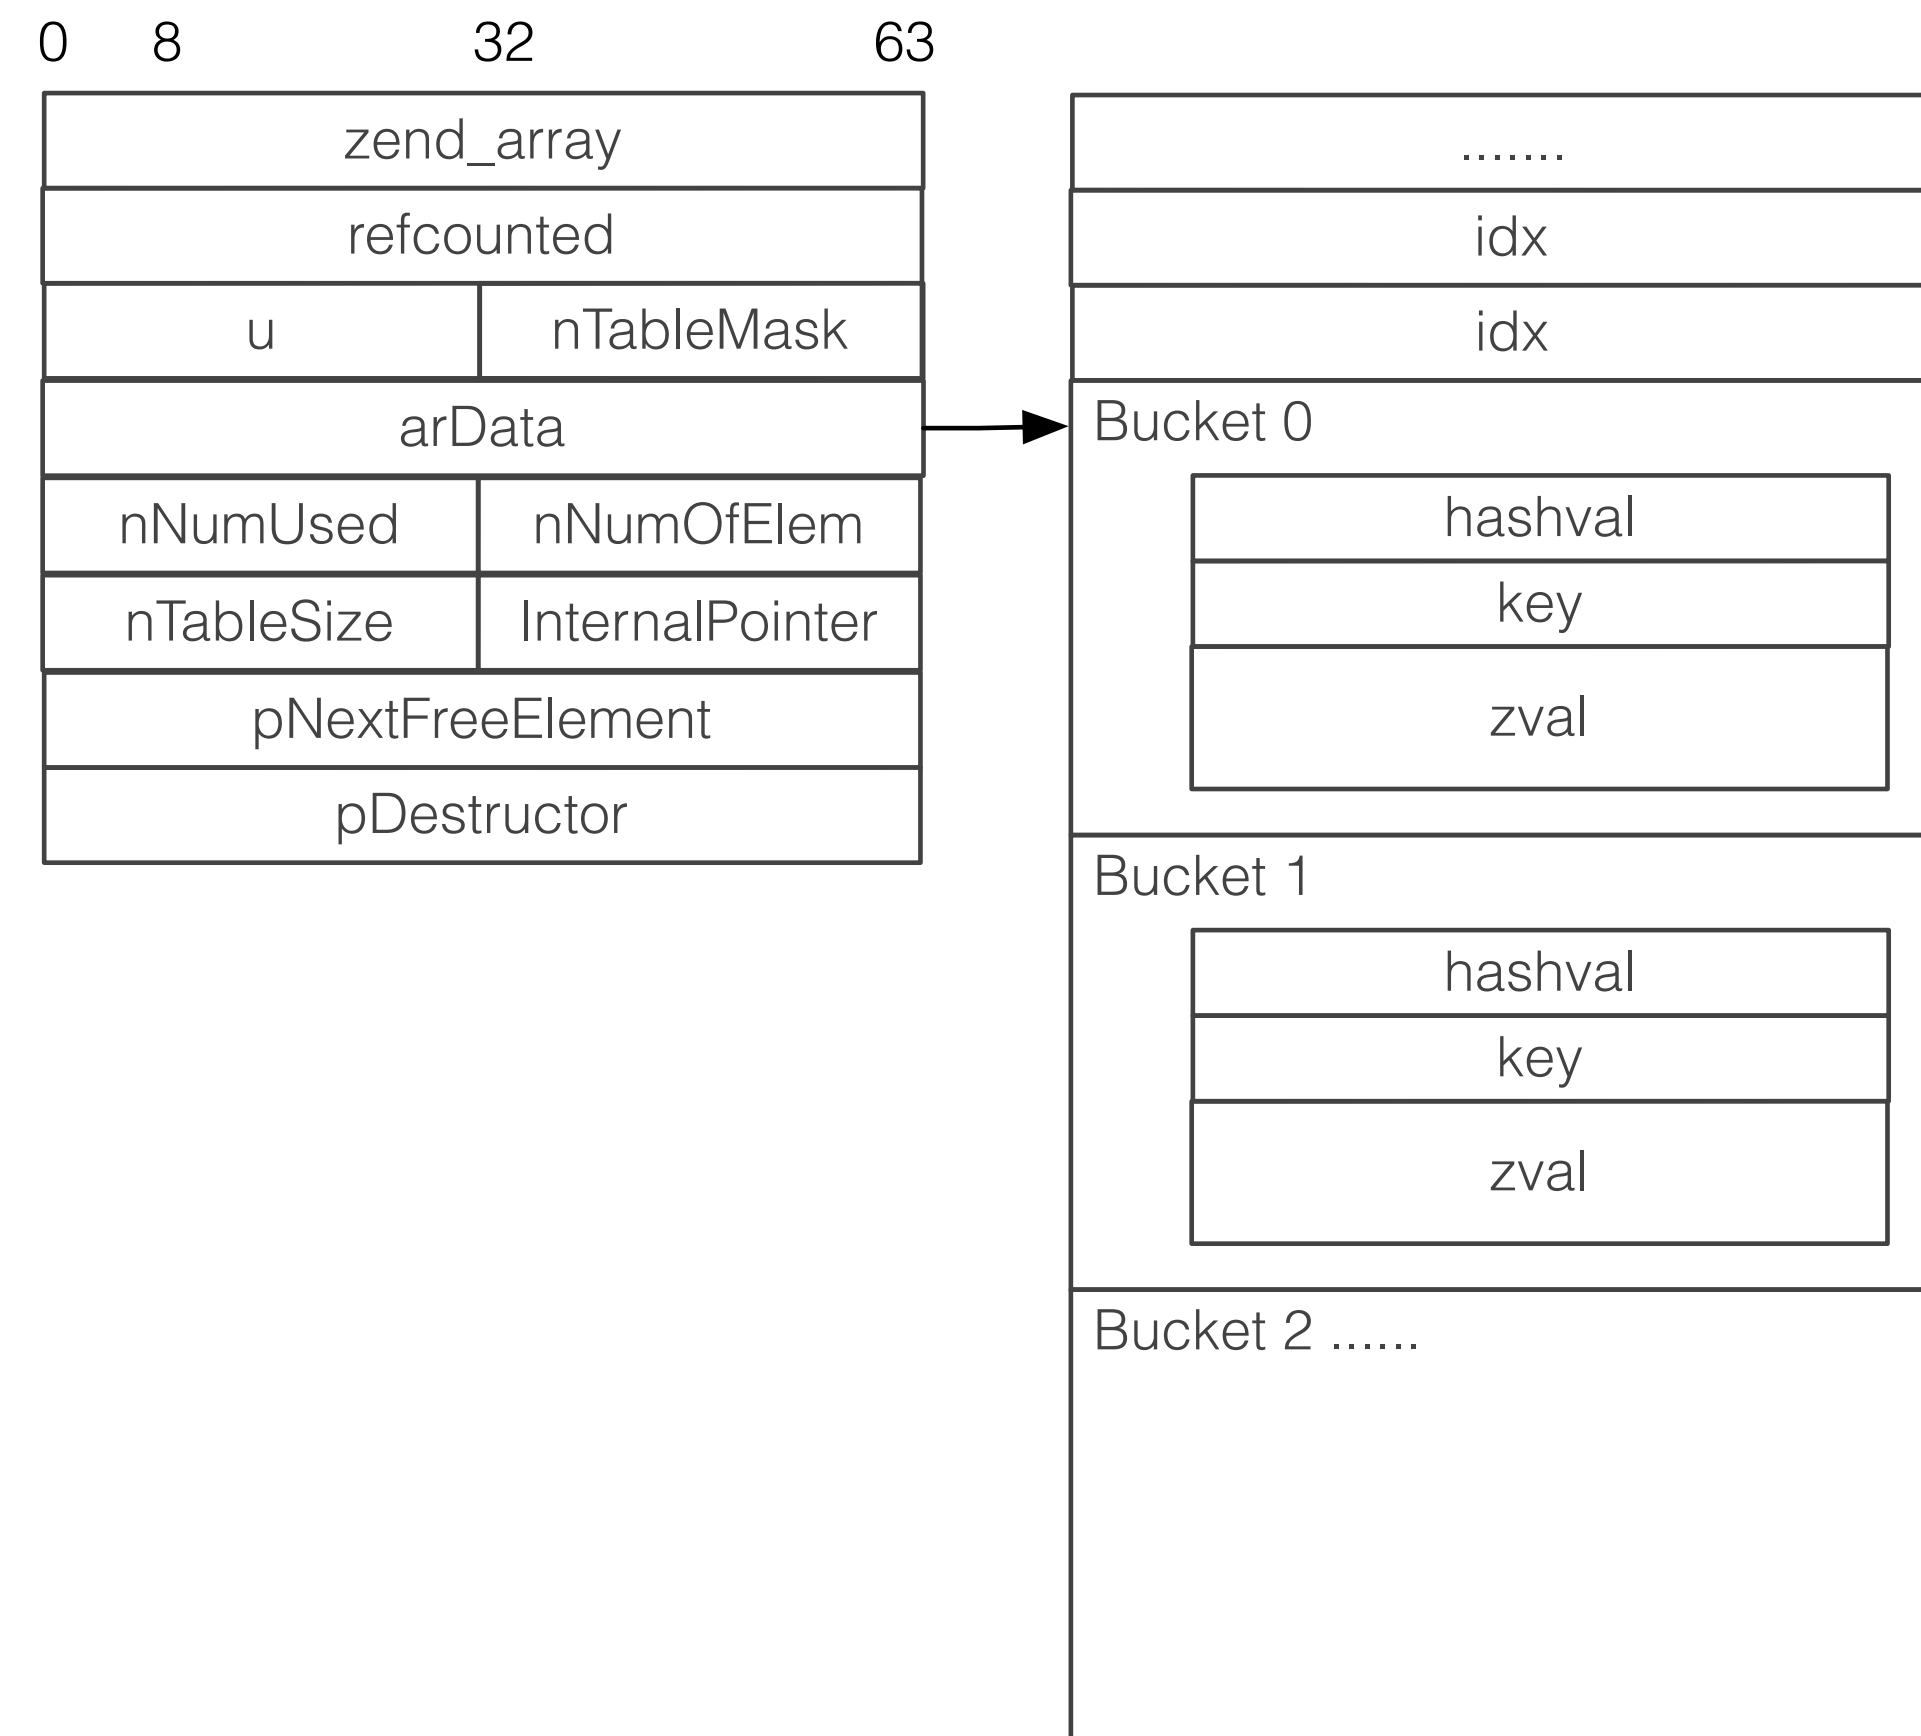 0 8 32 63
zend_array
refcounted
u nTableMask
arData
nNumUsed nNumOfElem
nTableSize InternalPointer
pNextFreeElement
pDestructor
.......
idx
idx
Bucket 0
hashval
key
zval
Bucket 1
hashval
key
zval
Bucket 2 ......